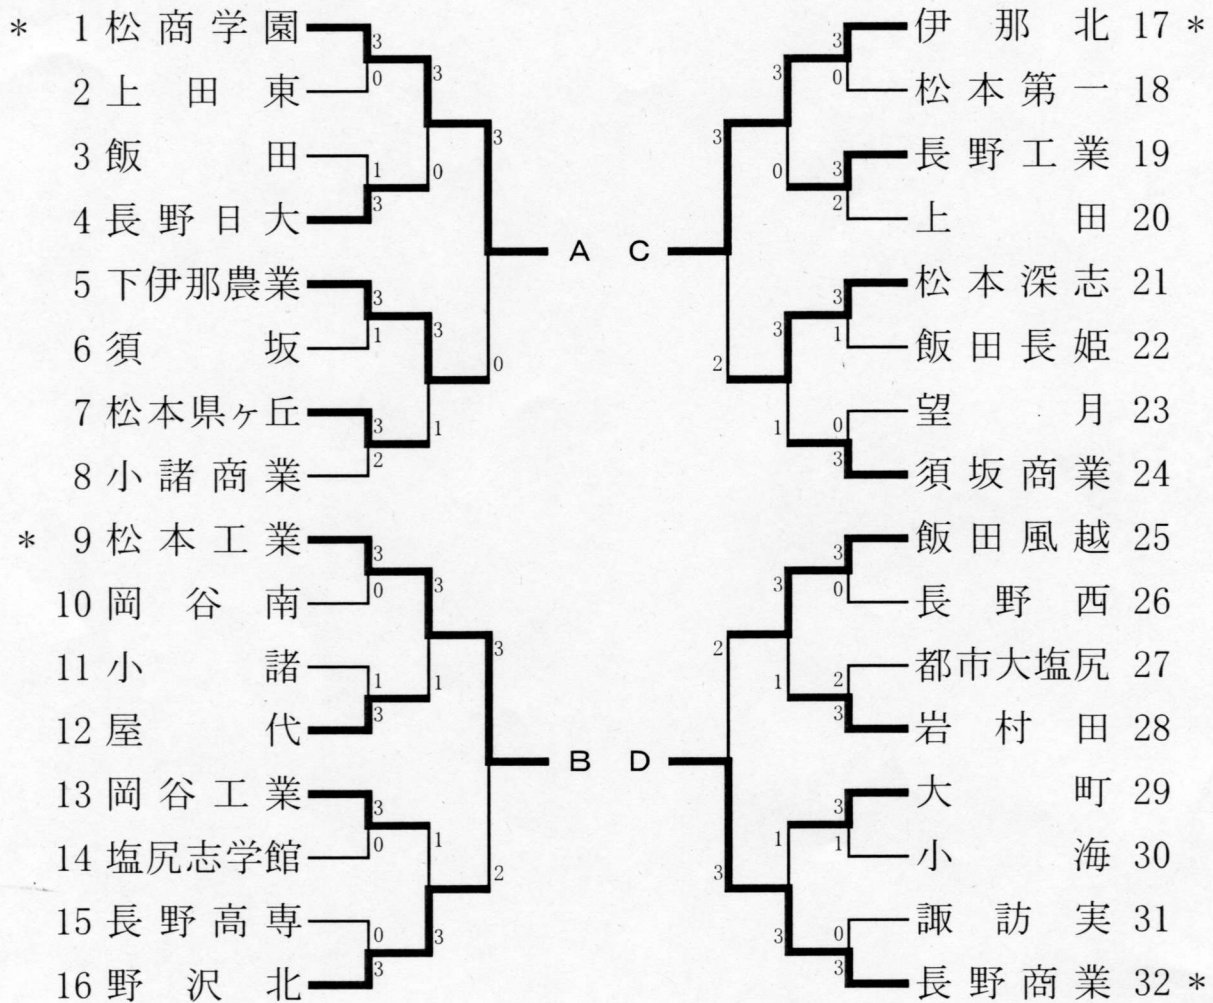 * 1 松商学園
3
0
2 上田東
3
3 飯田
1
0
3
4 長野日大
3
A
5 下伊那農業
3
1
6 須坂
3
0
7 松本県ヶ丘
3
1
2
8 小諸商業
* 9 松本工業
3
0
10 岡谷南
3
11 小諸
1
1
3
12 屋代
3
B
13 岡谷工業
3
0
1
14 塩尻志学館
2
15 長野高専
0
3
3
16 野沢北
伊那北 17 *
3
0
3
松本第一 18
3
長野工業 19
3
0
2
上田 20
C
松本深志 21
3
1
3
飯田長姫 22
2
望月 23
0
1
3
須坂商業 24
飯田風越 25
3
0
3
長野西 26
2
都市大塩尻 27
2
1
3
岩村田 28
D
大町 29
3
1
1
小海 30
3
諏訪実 31
0
3
3
長野商業 32 *